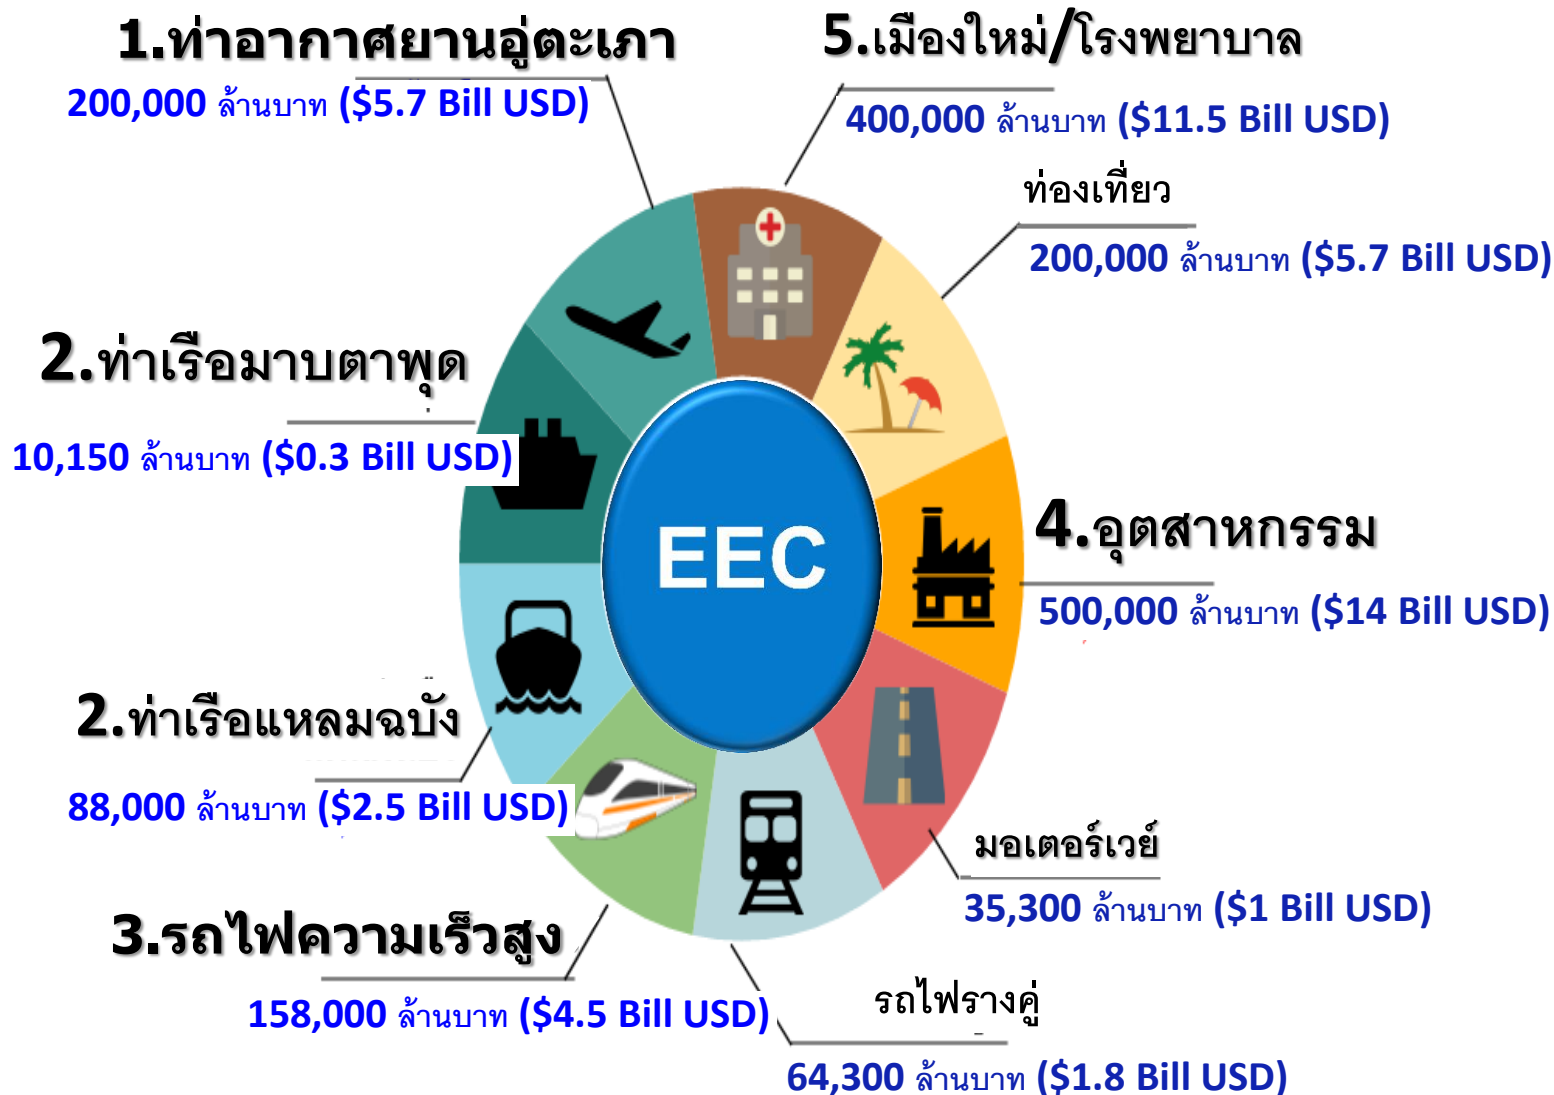 1.ท่าอากาศยานอู่ตะเภา
200,000 ล้านบาท ($5.7 Bill USD)
5.เมืองใหม่/โรงพยาบาล
400,000 ล้านบาท ($11.5 Bill USD)
ท่องเที่ยว
200,000 ล้านบาท ($5.7 Bill USD)
2.ท่าเรือมาบตาพุด
10,150 ล้านบาท ($0.3 Bill USD)
EEC
4.อุตสาหกรรม
500,000 ล้านบาท ($14 Bill USD)
2.ท่าเรือแหลมฉบัง
88,000 ล้านบาท ($2.5 Bill USD)
มอเตอร์เวย์
35,300 ล้านบาท ($1 Bill USD)
3.รถไฟความเร็วสูง
158,000 ล้านบาท ($4.5 Bill USD)
รถไฟรางคู่
64,300 ล้านบาท ($1.8 Bill USD)